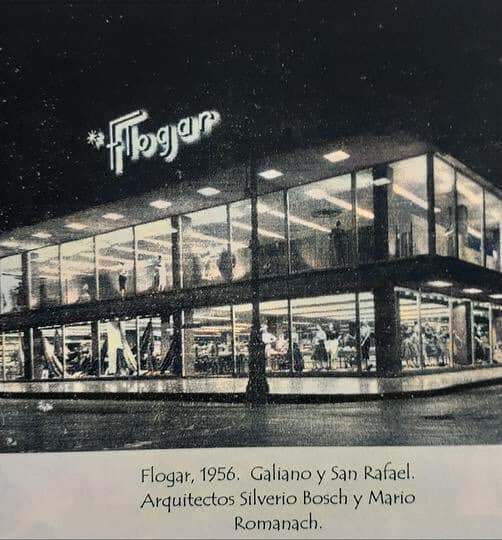 *Flogar
Flogar, 1956. Galiano y San Rafael.
Arquitectos Silverio Bosch y Mario
Romanach.